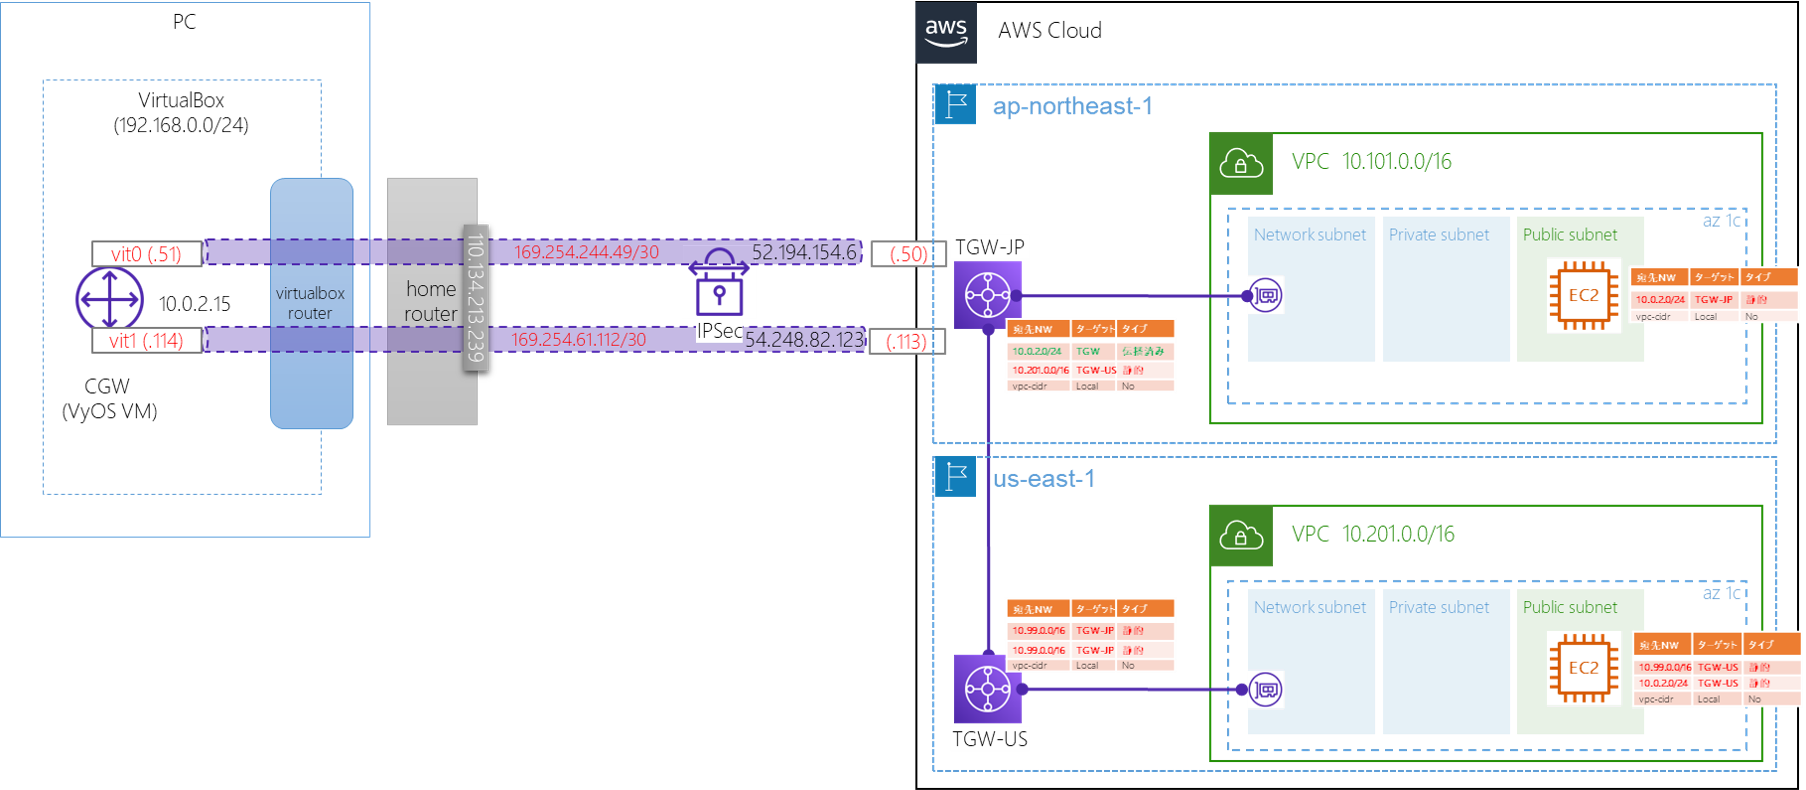 PC
VirtualBox
(192.168.0.0/24)
vit0 (.51)
10.0.2.15
vit1 (.114)
CGW
(VyOS VM)
virtualbox
router
home
router
110.134.213.239
169.254.244.49/30
52.194.154.6
IPSec
169.254.61.112/30
54.248.82.123
(.50)
(.113)
aws
AWS Cloud
ap-northeast-1
TGW-JP
宛先NW ターゲット タイプ
10.0.2.0/24 TGW 伝播済み
10.201.0.0/16 TGW-US 静的
vpc-cidr Local No
VPC 10.101.0.0/16
az 1c
Network subnet
Private subnet
Public subnet
EC2
宛先NW ターゲット タイプ
10.0.2.0/24 TGW-JP 静的
vpc-cidr Local No
us-east-1
宛先NW ターゲット タイプ
10.99.0.0/16 TGW-JP 静的
10.99.0.0/16 TGW-JP 静的
vpc-cidr Local No
TGW-US
VPC 10.201.0.0/16
az 1c
Network subnet
Private subnet
Public subnet
EC2
宛先NW ターゲット タイプ
10.99.0.0/16 TGW-US 静的
10.0.2.0/24 TGW-US 静的
vpc-cidr Local No